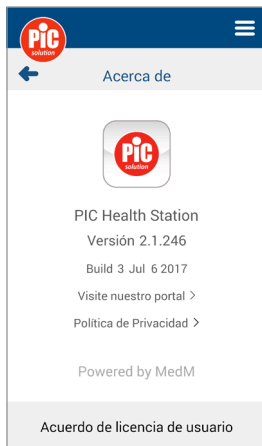 PiC
solution
Acerca de
PiC
solution
PIC Health Station
Versión 2.1.246
Build 3 Jul 6 2017
Visite nuestro portal >
Política de Privacidad >
Powered by MedM
Acuerdo de licencia de usuario